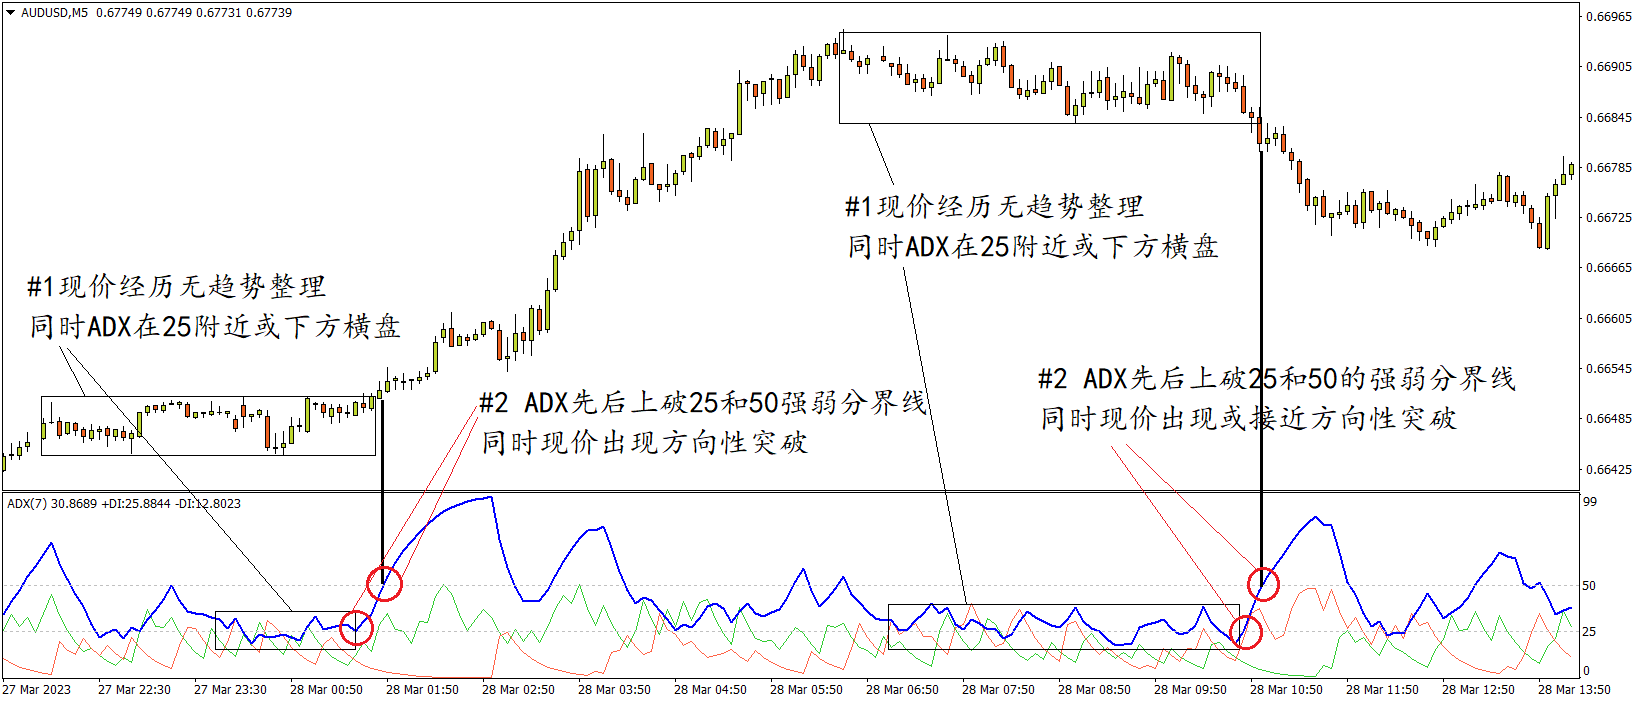 AUDUSD,M5 0.67749 0.67749 0.67731 0.67739
0.66965
0.66905
0.66845
0.66785
0.66725
0.66665
0.66605
0.66545
0.66485
0.66425
#1现价经历无趋势整理
同时ADX在25附近或下方横盘
#1现价经历无趋势整理
同时ADX在25附近或下方横盘
#2 ADX先后上破25和50强弱分界线
同时现价出现方向性突破
#2 ADX先后上破25和50的强弱分界线
同时现价出现或接近方向性突破
ADX(7) 30.8689 +DI:25.8844 -DI:12.8023
99
50
25
0
27 Mar 2023
27 Mar 22:30
27 Mar 23:30
28 Mar 00:50
28 Mar 01:50
28 Mar 02:50
28 Mar 03:50
28 Mar 04:50
28 Mar 05:50
28 Mar 06:50
28 Mar 07:50
28 Mar 08:50
28 Mar 09:50
28 Mar 10:50
28 Mar 11:50
28 Mar 12:50
28 Mar 13:50